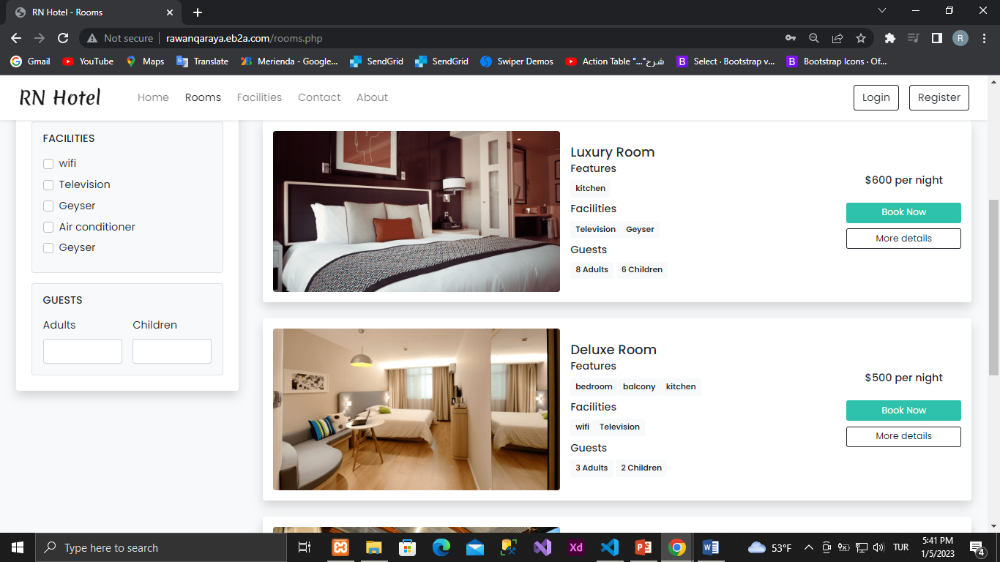 RN Hotel - Rooms
Not secure rawanqaraya.eb2a.com/rooms.php R
Gmail YouTube Maps Translate Merienda - Google... SendGrid SendGrid Swiper Demos Action Table "..."شرح B Select · Bootstrap v... B Bootstrap Icons · Of...
RN Hotel Home Rooms Facilities Contact About Login Register
FACILITIES
wifi
Television
Geyser
Air conditioner
Geyser
GUESTS
Adults Children
Luxury Room
Features
kitchen
Facilities
Television Geyser
Guests
8 Adults 6 Children
$600 per night
Book Now
More details
Deluxe Room
Features
bedroom balcony kitchen
Facilities
wifi Television
Guests
3 Adults 2 Children
$500 per night
Book Now
More details
Type here to search Xd 53°F TUR 5:41 PM
1/5/2023 4